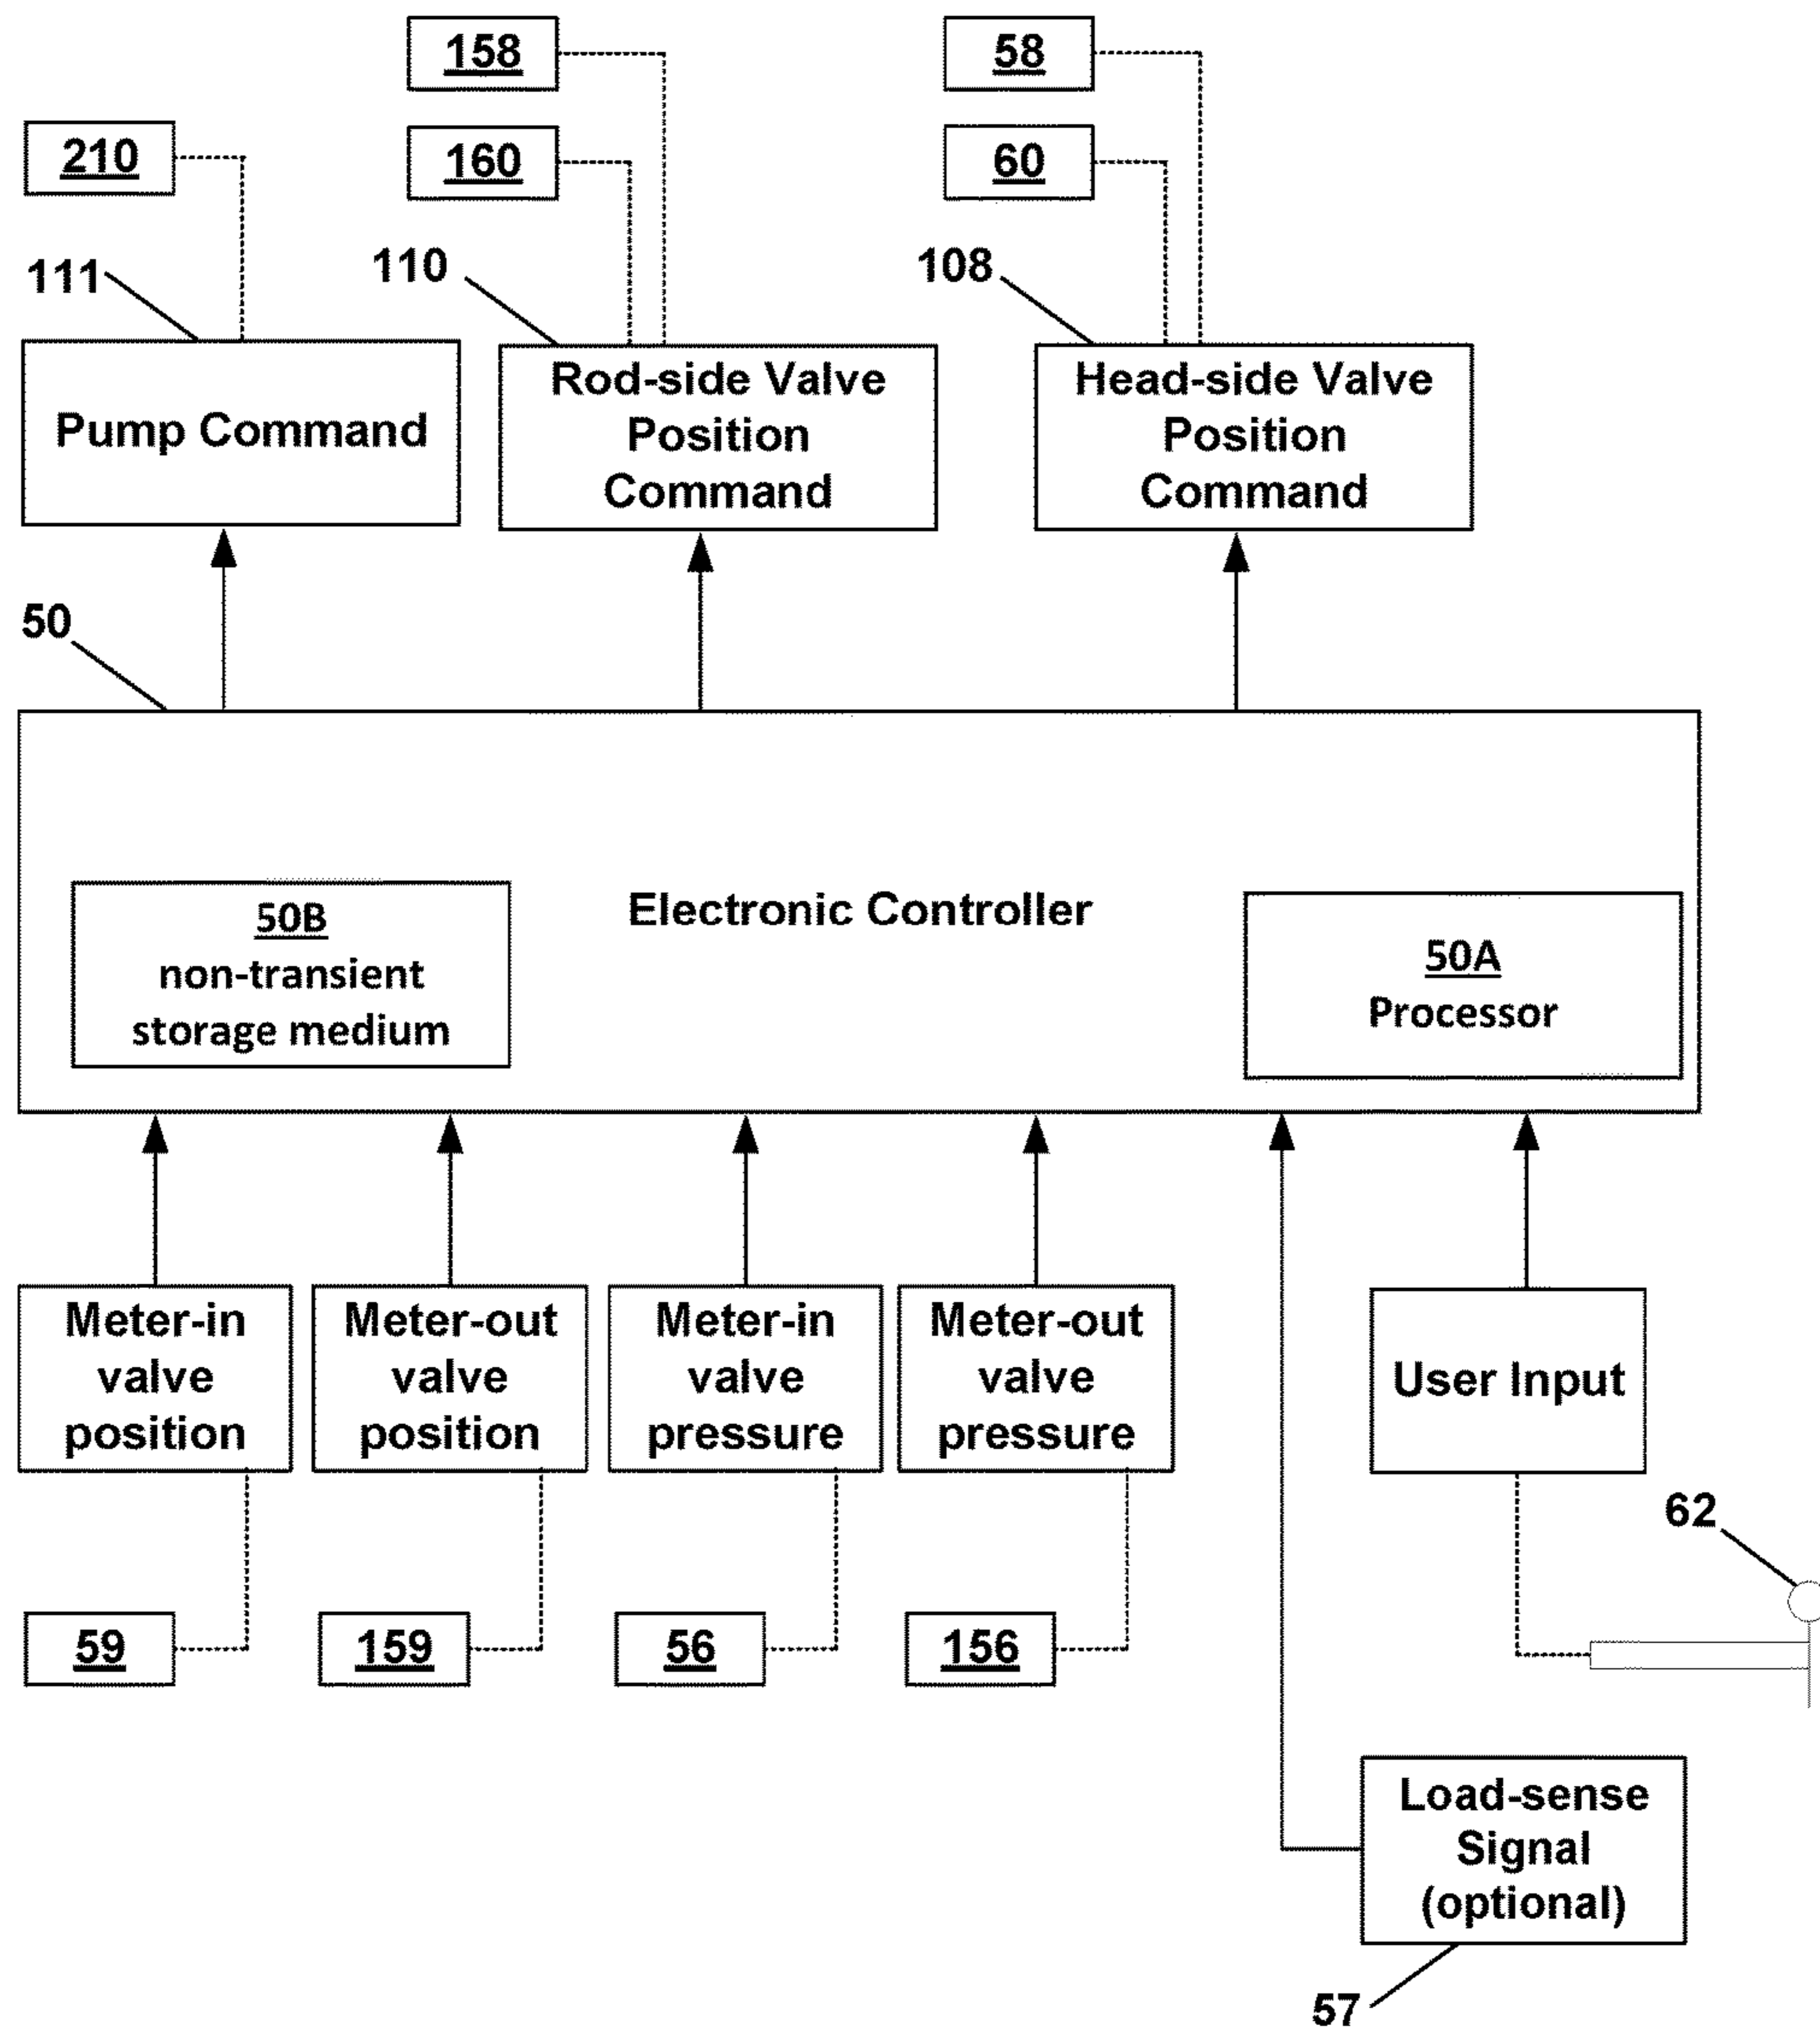 158
58
210
160
60
111
110
108
Pump Command
Rod-side Valve
Position
Command
Head-side Valve
Position
Command
50
Electronic Controller
50B
non-transient
storage medium
50A
Processor
Meter-in
valve
position
Meter-out
valve
position
Meter-in
valve
pressure
Meter-out
valve
pressure
User Input
62
59
159
56
156
Load-sense
Signal
(optional)
57